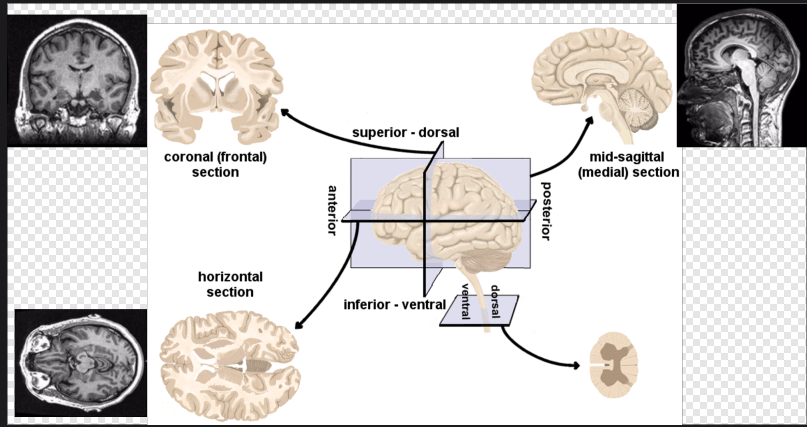 superior - dorsal
coronal (frontal)
section
mid-sagittal
(medial) section
anterior
posterior
horizontal
section
inferior - ventral
ventral
dorsal